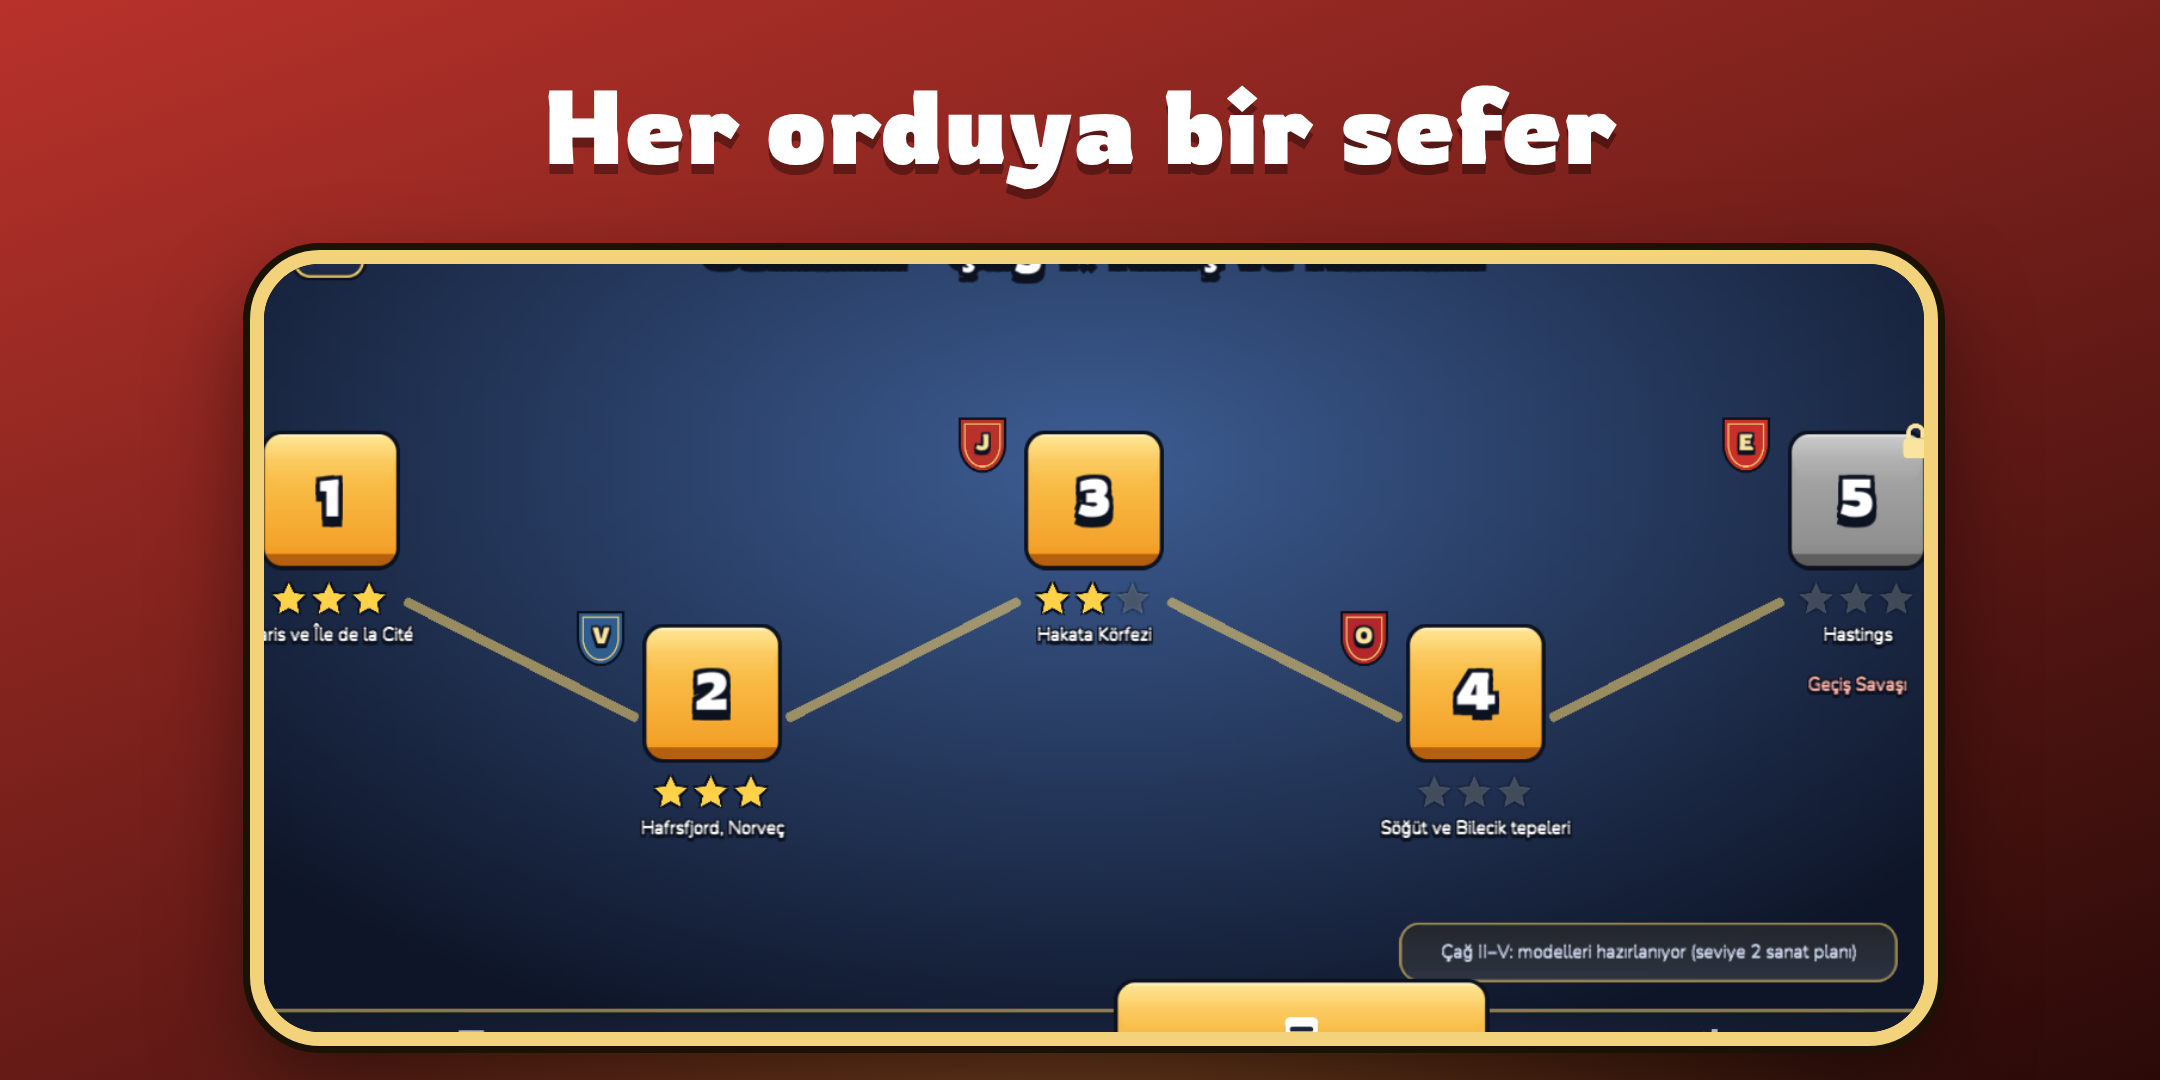 Her orduya bir sefer
J
E
1
3
5
V
O
ve Île de la Cité
Hakata Körfezi
Hastings
2
4
Geçiş Savaşı
Hafrsfjord, Norveç
Söğüt ve Bilecik tepeleri
Çağ II–V: modelleri hazırlanıyor (seviye 2 sanat planı)